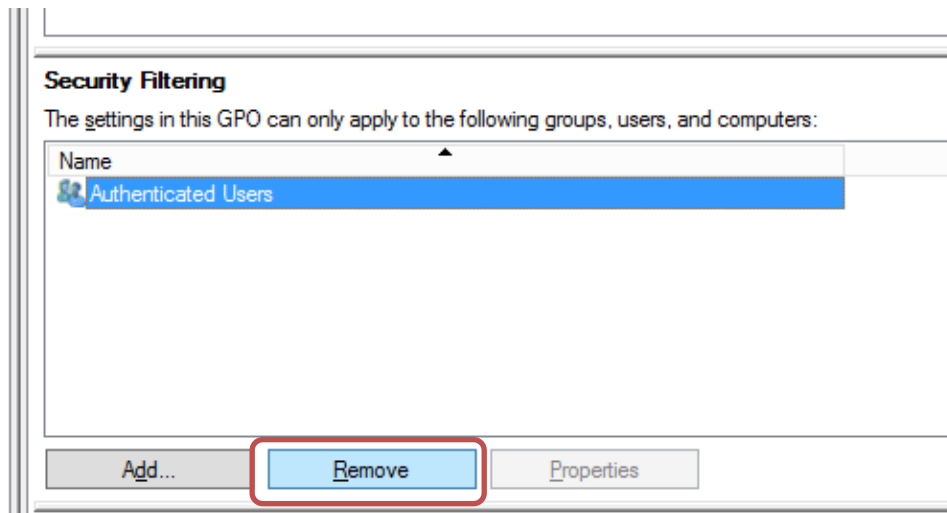 Security Filtering
The settings in this GPO can only apply to the following groups, users, and computers:
Name
Authenticated Users
Add... Remove Properties